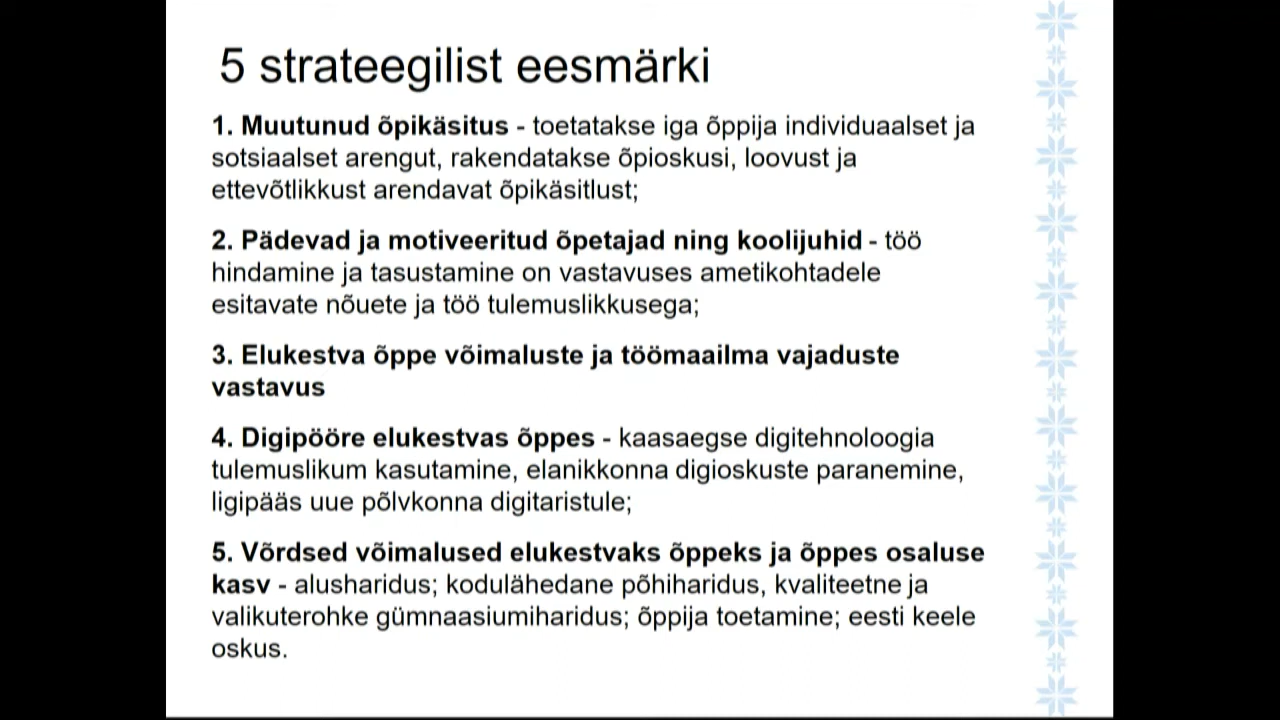 5 strateegilist eesmärki
1. Muutunud õpikäsitus - toetatakse iga õppija individuaalset ja
sotsiaalset arengut, rakendatakse õpioskusi, loovust ja
ettevõtlikkust arendavat õpikäsitlust;
2. Pädevad ja motiveeritud õpetajad ning koolijuhid - töö
hindamine ja tasustamine on vastavuses ametikohtadele
esitavate nõuete ja töö tulemuslikkusega;
3. Elukestva õppe võimaluste ja töömaailma vajaduste
vastavus
4. Digipööre elukestvas õppes - kaasaegse digitehnoloogia
tulemuslikum kasutamine, elanikkonna digioskuste paranemine,
ligipääs uue põlvkonna digitaristule;
5. Võrdsed võimalused elukestvaks õppeks ja õppes osaluse
kasv - alusharidus; kodulähedane põhiharidus, kvaliteetne ja
valikuterohke gümnaasiumiharidus; õppija toetamine; eesti keele
oskus.